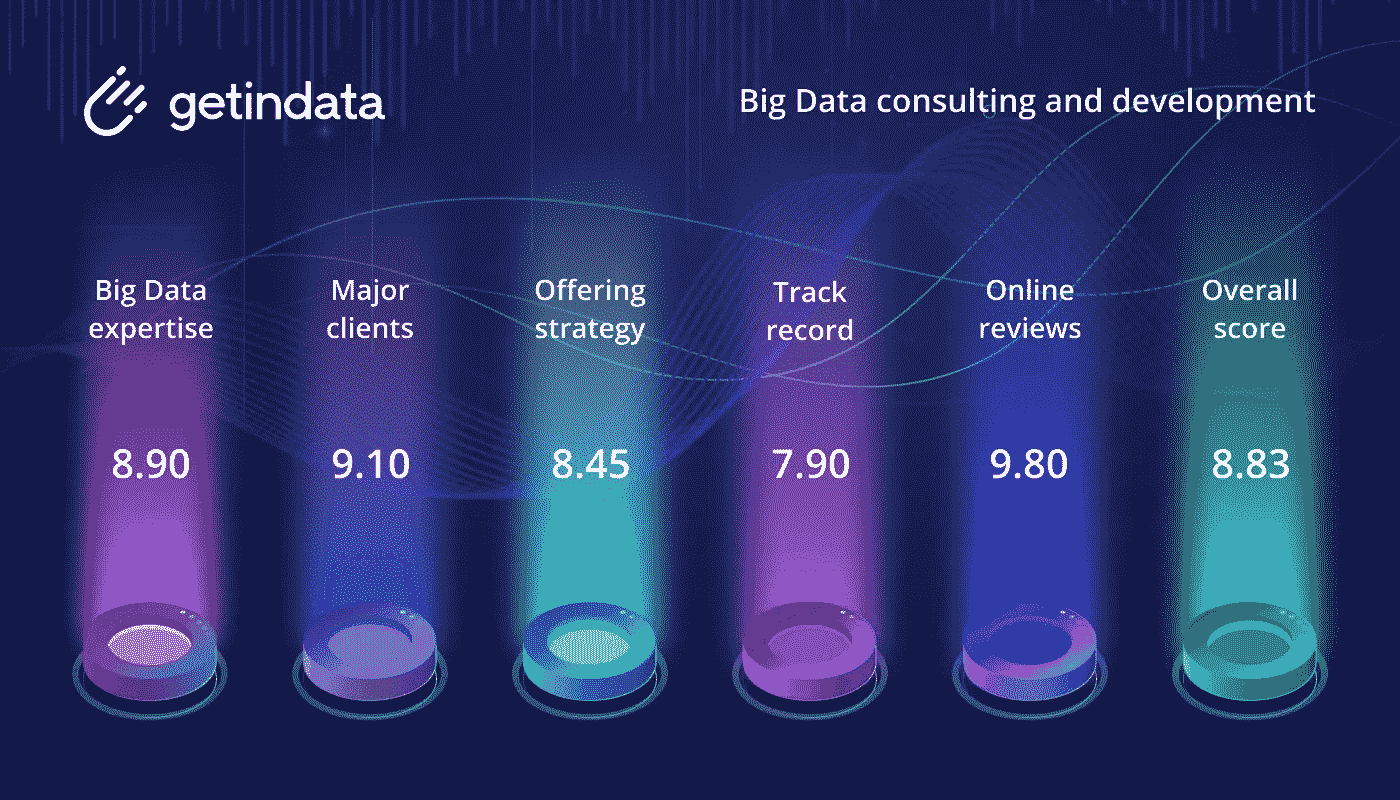 getindata
Big Data consulting and development
Big Data
expertise
Major
clients
Offering
strategy
Track
record
Online
reviews
Overall
score
8.90
9.10
8.45
7.90
9.80
8.83